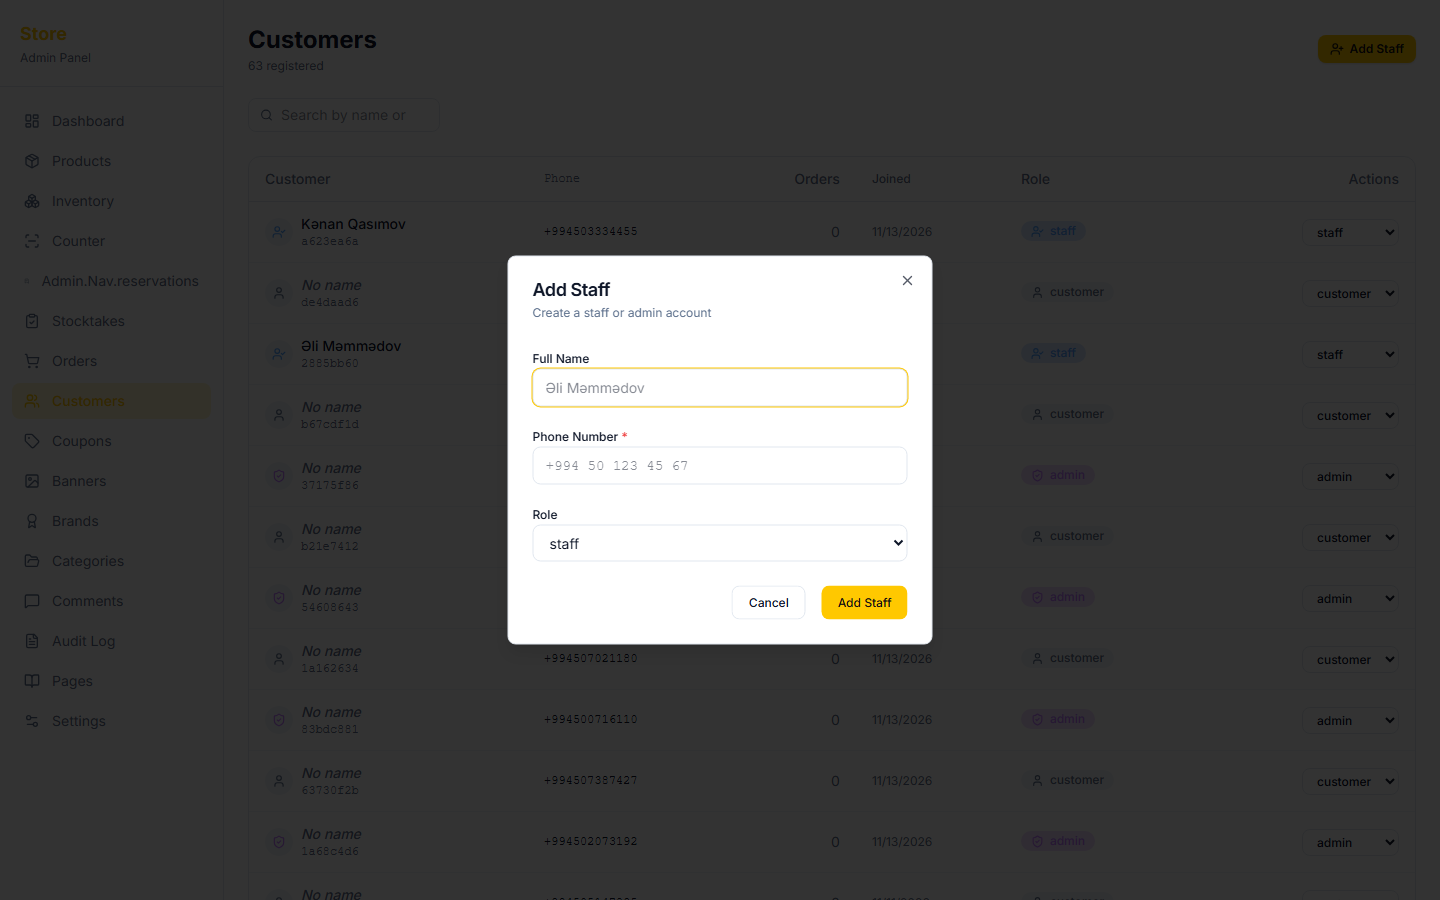 Store
Admin Panel
Dashboard
Products
Inventory
Counter
Admin.Nav.reservations
Stocktakes
Orders
Customers
Coupons
Banners
Brands
Categories
Comments
Audit Log
Pages
Settings
Customers
63 registered
Add Staff
Search by name or
Customer Phone Orders Joined Role Actions
Kənan Qasımov +994503334455 0 11/13/2026 staff staff
a623ea6a
No name customer customer
de4daad6
Əli Məmmədov staff staff
2885bb60
No name customer customer
b67cdf1d
No name admin admin
37175f86
No name customer customer
b21e7412
No name admin admin
54698643
No name +994507021180 0 11/13/2026 customer customer
1a162634
No name +994500716110 0 11/13/2026 admin admin
83bdc881
No name +994507387427 0 11/13/2026 customer customer
63730f2b
No name +994502073192 0 11/13/2026 admin admin
1a68c4d6
No name
Add Staff
Create a staff or admin account
Full Name
Əli Məmmədov
Phone Number *
+994 50 123 45 67
Role
staff
Cancel
Add Staff